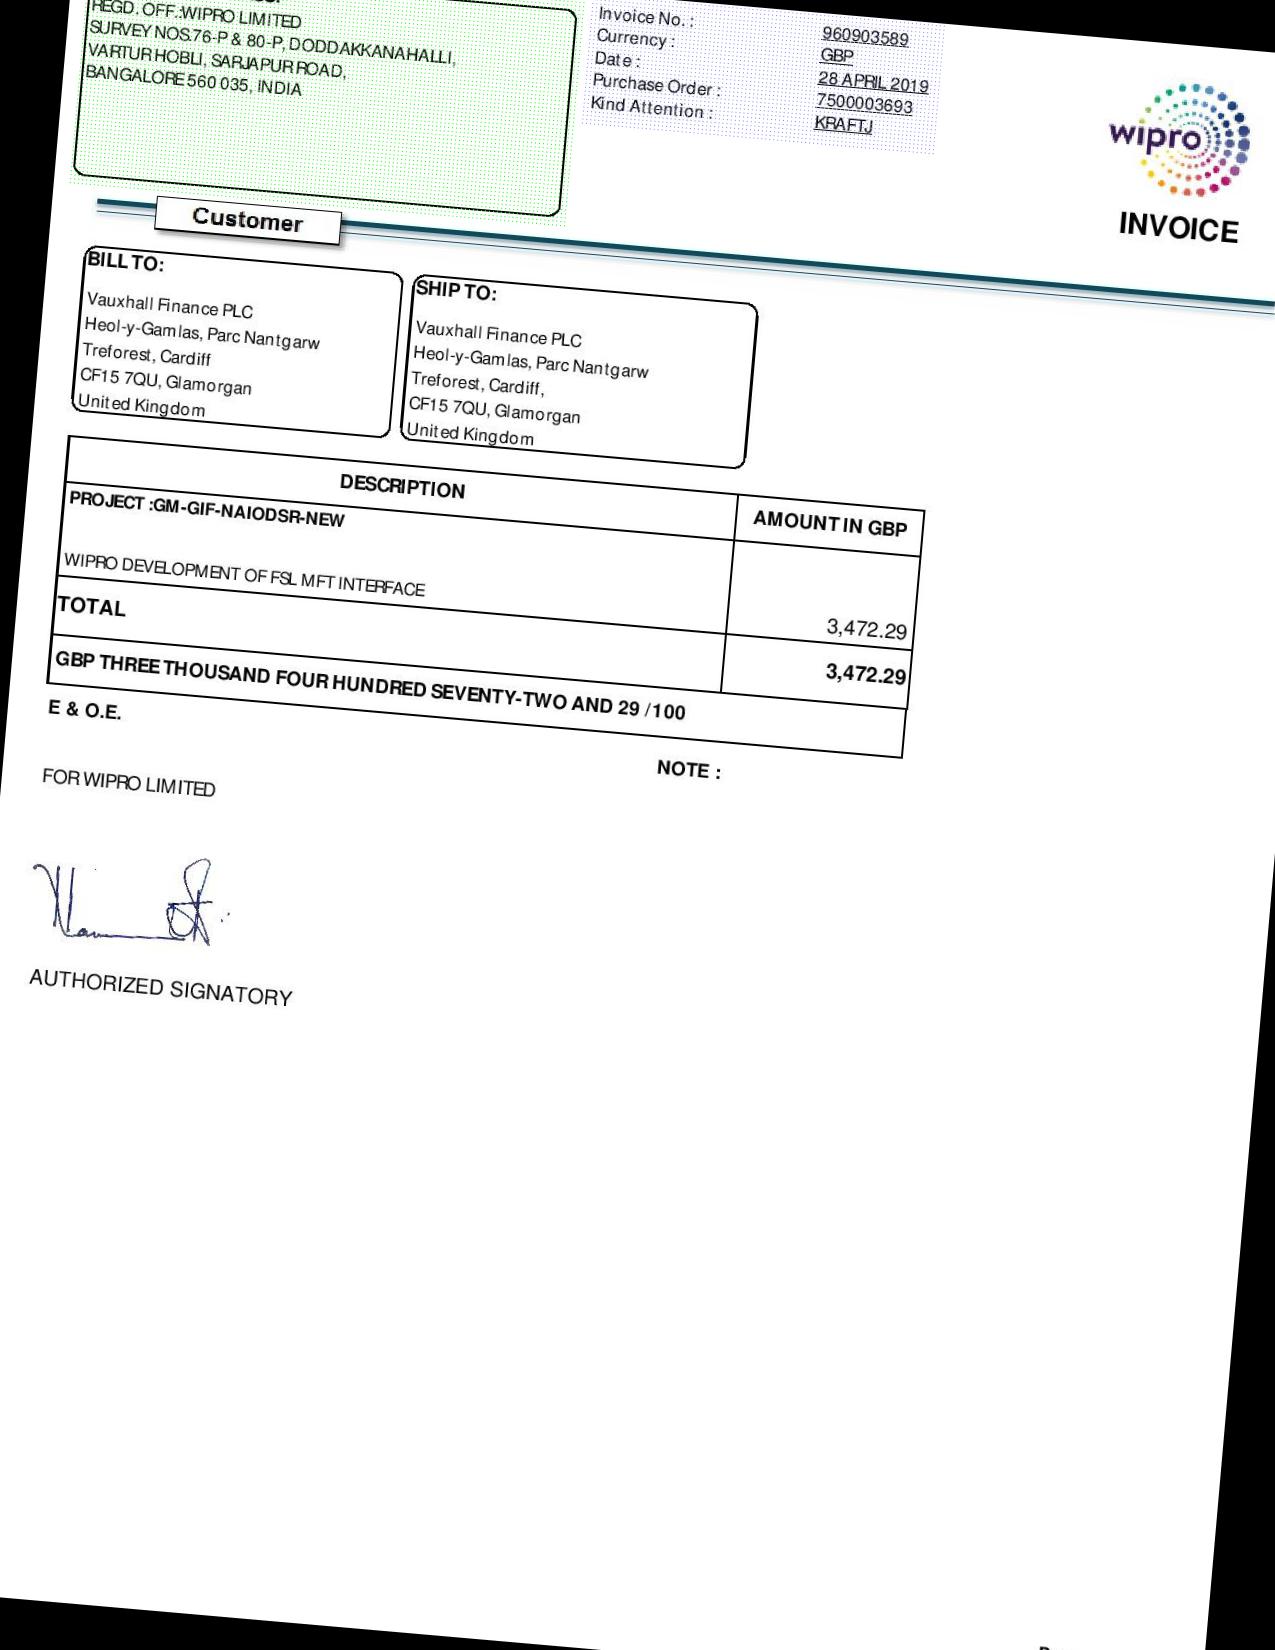 REGD. OFF.:WIPRO LIMITED
SURVEY NOS.76-P & 80-P, DODDAKKANAHALLI,
VARTUR HOBLI, SARJAPUR ROAD,
BANGALORE 560 035, INDIA
Invoice No. : 960903589
Currency : GBP
Date : 28 APRIL 2019
Purchase Order : 7500003693
Kind Attention : KRAFTJ
wipro
INVOICE
Customer
BILL TO:
Vauxhall Finance PLC
Heol-y-Gamlas, Parc Nantgarw
Treforest, Cardiff
CF15 7QU, Glamorgan
United Kingdom
SHIP TO:
Vauxhall Finance PLC
Heol-y-Gamlas, Parc Nantgarw
Treforest, Cardiff,
CF15 7QU, Glamorgan
United Kingdom
DESCRIPTION AMOUNT IN GBP
PROJECT :GM-GIF-NAIODSR-NEW
WIPRO DEVELOPMENT OF FSL MFT INTERFACE 3,472.29
TOTAL 3,472.29
GBP THREE THOUSAND FOUR HUNDRED SEVENTY-TWO AND 29 /100
E & O.E.
NOTE :
FOR WIPRO LIMITED
AUTHORIZED SIGNATORY